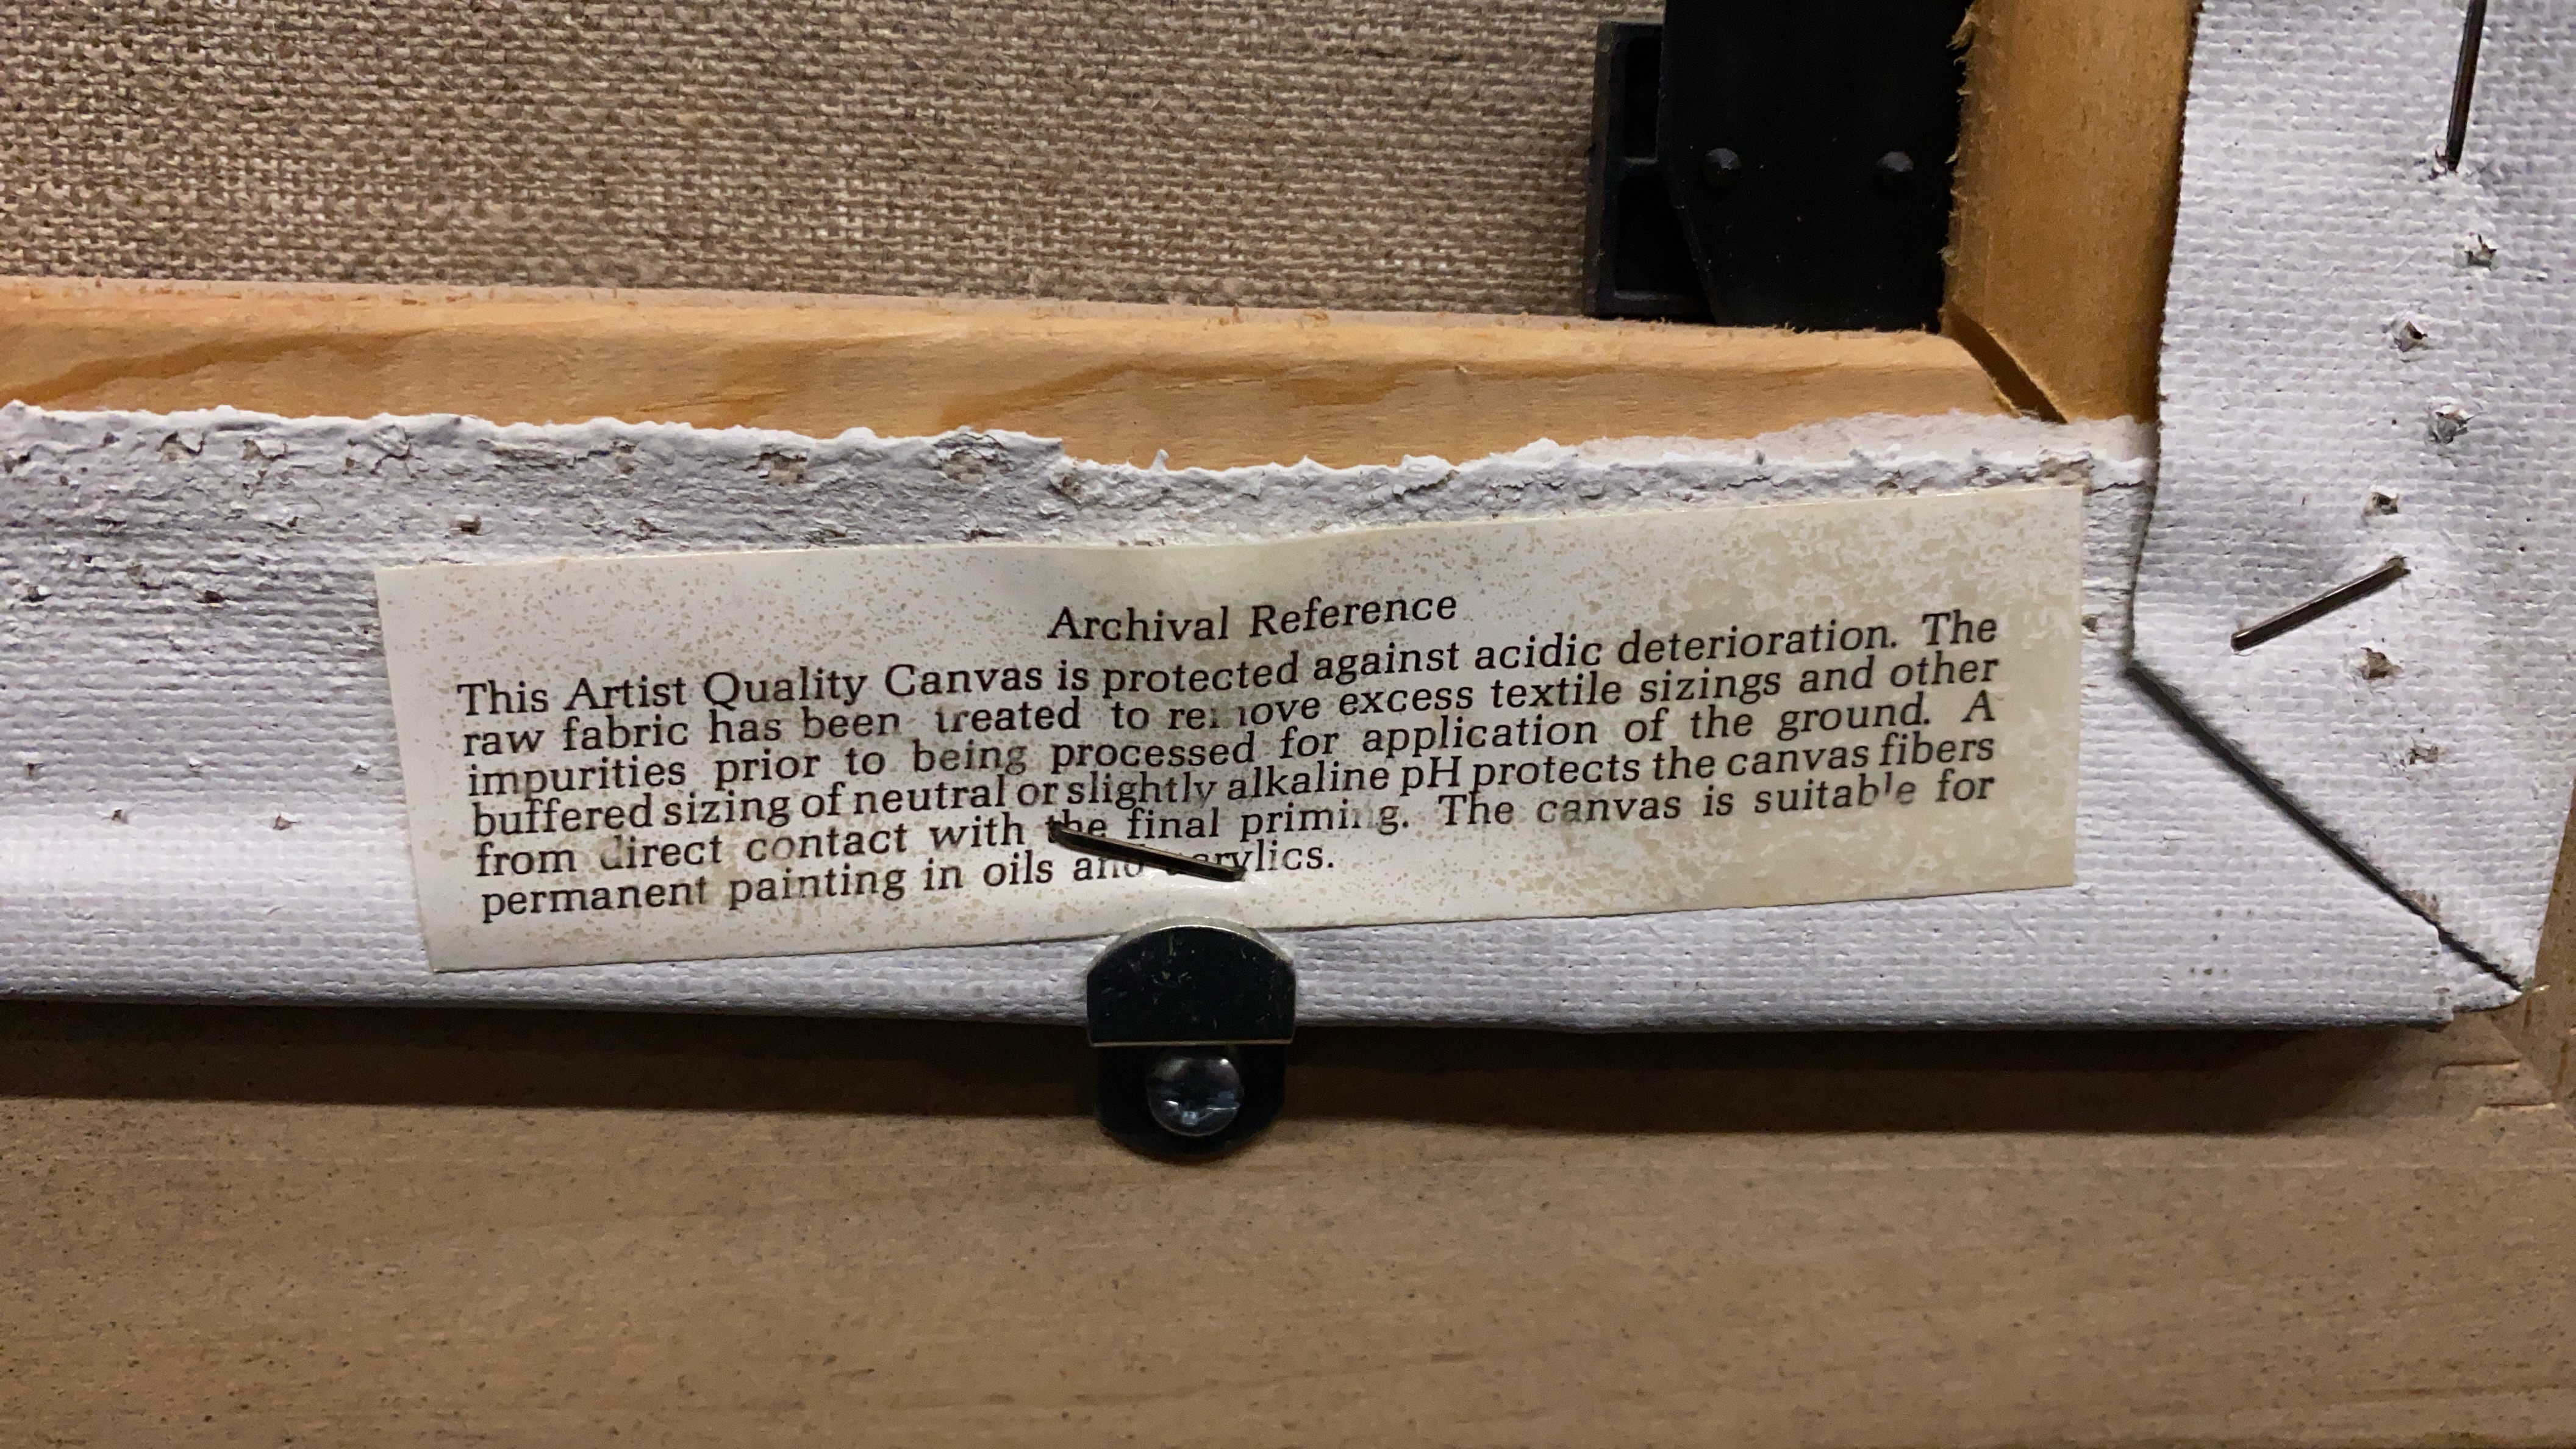 Archival Reference
This Artist Quality Canvas is protected against acidic deterioration. The
raw fabric has been treated to remove excess textile sizings and other
impurities prior to being processed for application of the ground. A
buffered sizing of neutral or slightly alkaline pH protects the canvas fibers
from direct contact with the final priming. The canvas is suitable for
permanent painting in oils and acrylics.